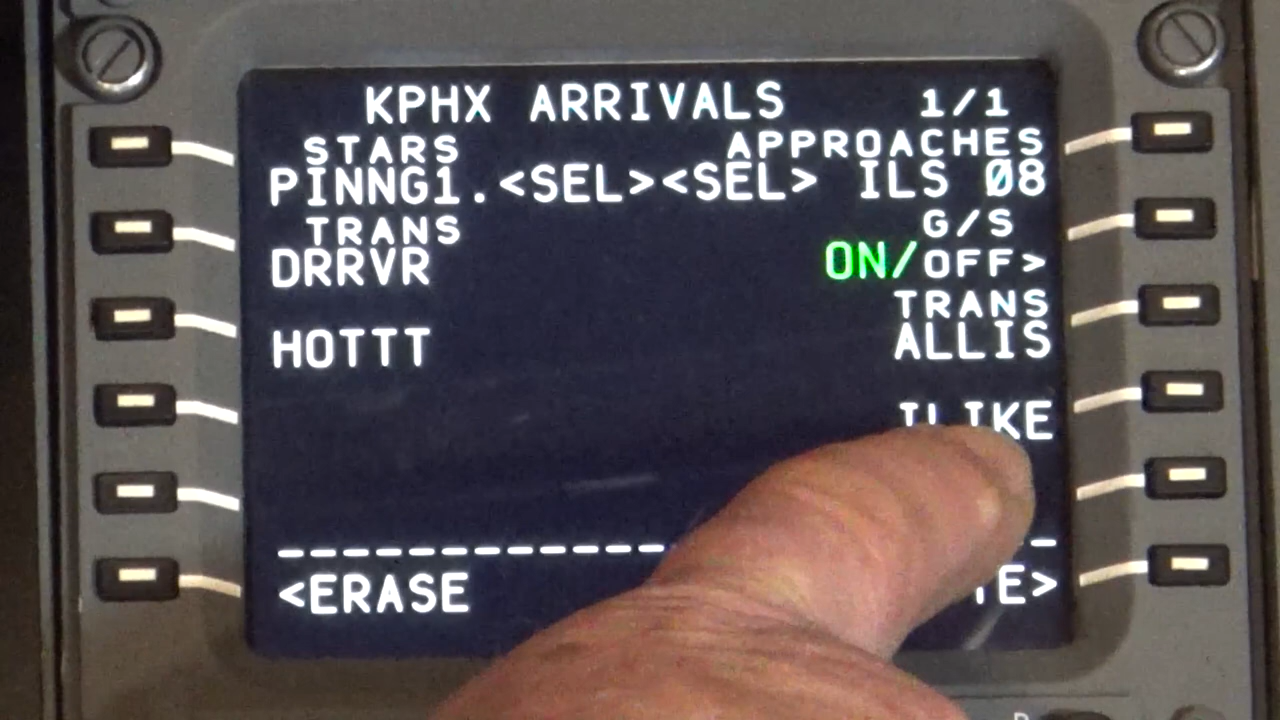 KPHX ARRIVALS 1/1
STARS APPROACHES
PINNG1.<SEL><SEL> ILS 08
TRANS G/S
DRRVR ON/OFF>
TRANS
HOTTT ALLIS
ILIKE
------------
<ERASE TE>